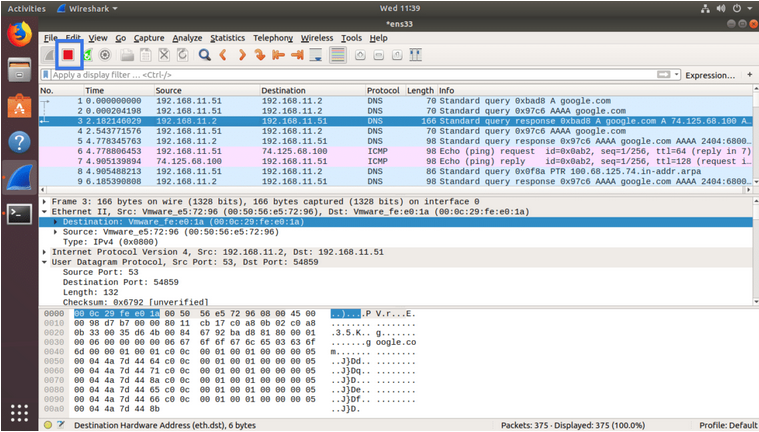 Activities Wireshark Wed 11:39
*ens33
File Edit View Go Capture Analyze Statistics Telephony Wireless Tools Help
Apply a display filter ... <Ctrl-/> Expression... +
No. Time Source Destination Protocol Length Info
1 0.000000000 192.168.11.51 192.168.11.2 DNS 70 Standard query 0xbad8 A google.com
2 0.000204198 192.168.11.51 192.168.11.2 DNS 70 Standard query 0x97c6 AAAA google.com
3 2.182146029 192.168.11.2 192.168.11.51 DNS 166 Standard query response 0xbad8 A google.com A 74.125.68.100 A...
4 2.543771576 192.168.11.51 192.168.11.2 DNS 70 Standard query 0x97c6 AAAA google.com
5 4.778345763 192.168.11.2 192.168.11.51 DNS 98 Standard query response 0x97c6 AAAA google.com AAAA 2404:6800...
6 4.778806453 192.168.11.51 74.125.68.100 ICMP 98 Echo (ping) request id=0x0ab2, seq=1/256, ttl=64 (reply in 7)
7 4.905139894 74.125.68.100 192.168.11.51 ICMP 98 Echo (ping) reply id=0x0ab2, seq=1/256, ttl=128 (request i...
8 4.905488213 192.168.11.51 192.168.11.2 DNS 86 Standard query 0x0f8a PTR 100.68.125.74.in-addr.arpa
9 6.185390808 192.168.11.2 192.168.11.51 DNS 98 Standard query response 0x97c6 AAAA google.com AAAA 2404:6800...
Frame 3: 166 bytes on wire (1328 bits), 166 bytes captured (1328 bits) on interface 0
Ethernet II, Src: Vmware_e5:72:96 (00:50:56:e5:72:96), Dst: Vmware_fe:e0:1a (00:0c:29:fe:e0:1a)
Destination: Vmware_fe:e0:1a (00:0c:29:fe:e0:1a)
Source: Vmware_e5:72:96 (00:50:56:e5:72:96)
Type: IPv4 (0x0800)
Internet Protocol Version 4, Src: 192.168.11.2, Dst: 192.168.11.51
User Datagram Protocol, Src Port: 53, Dst Port: 54859
Source Port: 53
Destination Port: 54859
Length: 132
Checksum: 0x6792 [unverified]
0000 00 0c 29 fe e0 1a 00 50 56 e5 72 96 08 00 45 00 ..)....P V.r...E.
0010 00 98 d7 b7 00 00 80 11 cb 17 c0 a8 0b 02 c0 a8 ........ ........
0020 0b 33 00 35 d6 4b 00 84 67 92 ba d8 81 80 00 01 .3.5.K.. g.......
0030 00 06 00 00 00 00 06 67 6f 6f 67 6c 65 03 63 6f .......g oogle.co
0040 6d 00 00 01 00 01 c0 0c 00 01 00 01 00 00 00 05 m....... ........
0050 00 04 4a 7d 44 64 c0 0c 00 01 00 01 00 00 00 05 ..J}Dd.. ........
0060 00 04 4a 7d 44 71 c0 0c 00 01 00 01 00 00 00 05 ..J}Dq.. ........
0070 00 04 4a 7d 44 8a c0 0c 00 01 00 01 00 00 00 05 ..J}D... ........
0080 00 04 4a 7d 44 65 c0 0c 00 01 00 01 00 00 00 05 ..J}De.. ........
0090 00 04 4a 7d 44 66 c0 0c 00 01 00 01 00 00 00 05 ..J}Df.. ........
00a0 00 04 4a 7d 44 8b ..J}D.
Destination Hardware Address (eth.dst), 6 bytes Packets: 375 · Displayed: 375 (100.0%) Profile: Default